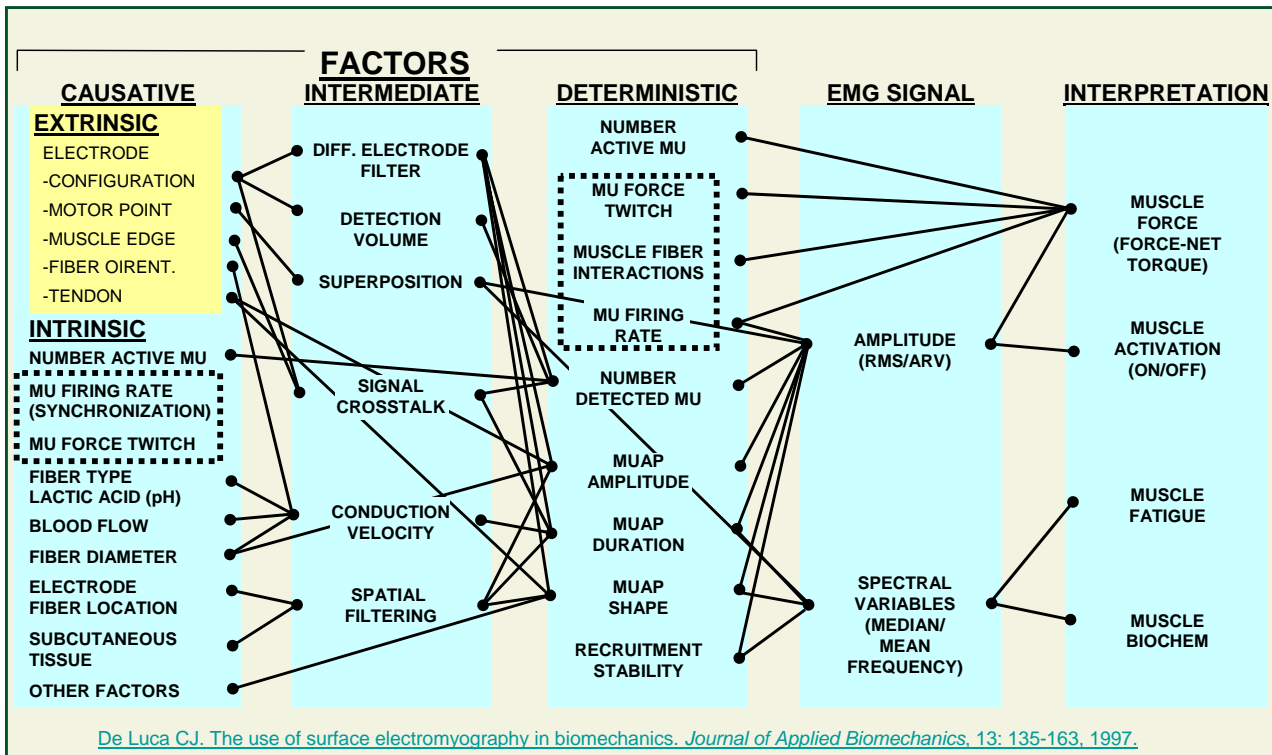 FACTORS
CAUSATIVE
EXTRINSIC
ELECTRODE
-CONFIGURATION
-MOTOR POINT
-MUSCLE EDGE
-FIBER OIRENT.
-TENDON
INTRINSIC
NUMBER ACTIVE MU
MU FIRING RATE
(SYNCHRONIZATION)
MU FORCE TWITCH
FIBER TYPE
LACTIC ACID (pH)
BLOOD FLOW
FIBER DIAMETER
ELECTRODE
FIBER LOCATION
SUBCUTANEOUS
TISSUE
OTHER FACTORS
INTERMEDIATE
DIFF. ELECTRODE
FILTER
DETECTION
VOLUME
SUPERPOSITION
SIGNAL
CROSSTALK
CONDUCTION
VELOCITY
SPATIAL
FILTERING
DETERMINISTIC
NUMBER
ACTIVE MU
MU FORCE
TWITCH
MUSCLE FIBER
INTERACTIONS
MU FIRING
RATE
NUMBER
DETECTED MU
MUAP
AMPLITUDE
MUAP
DURATION
MUAP
SHAPE
RECRUITMENT
STABILITY
EMG SIGNAL
AMPLITUDE
(RMS/ARV)
SPECTRAL
VARIABLES
(MEDIAN/
MEAN
FREQUENCY)
INTERPRETATION
MUSCLE
FORCE
(FORCE-NET
TORQUE)
MUSCLE
ACTIVATION
(ON/OFF)
MUSCLE
FATIGUE
MUSCLE
BIOCHEM
De Luca CJ. The use of surface electromyography in biomechanics. Journal of Applied Biomechanics, 13: 135-163, 1997.